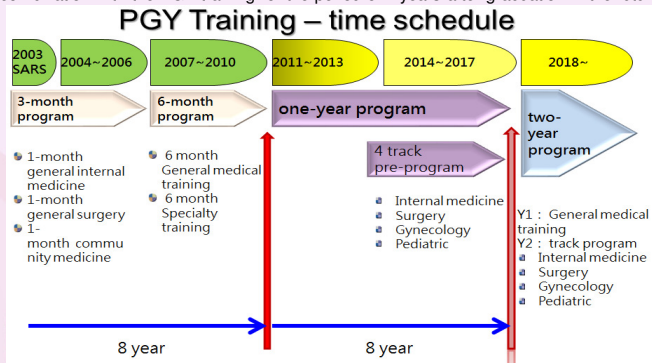 PGY Training – time schedule
2003
SARS
2004~2006
2007~2010
2011~2013
2014~2017
2018~
3-month
program
6-month
program
one-year program
two-
year
program
4 track
pre-program
1-month
general internal
medicine
1-month
general surgery
1-
month commu
nity medicine
6 month
General medical
training
6 month
Specialty
training
Internal medicine
Surgery
Gynecology
Pediatric
Y1： General medical
training
Y2： track program
Internal medicine
Surgery
Gynecology
Pediatric
8 year
8 year